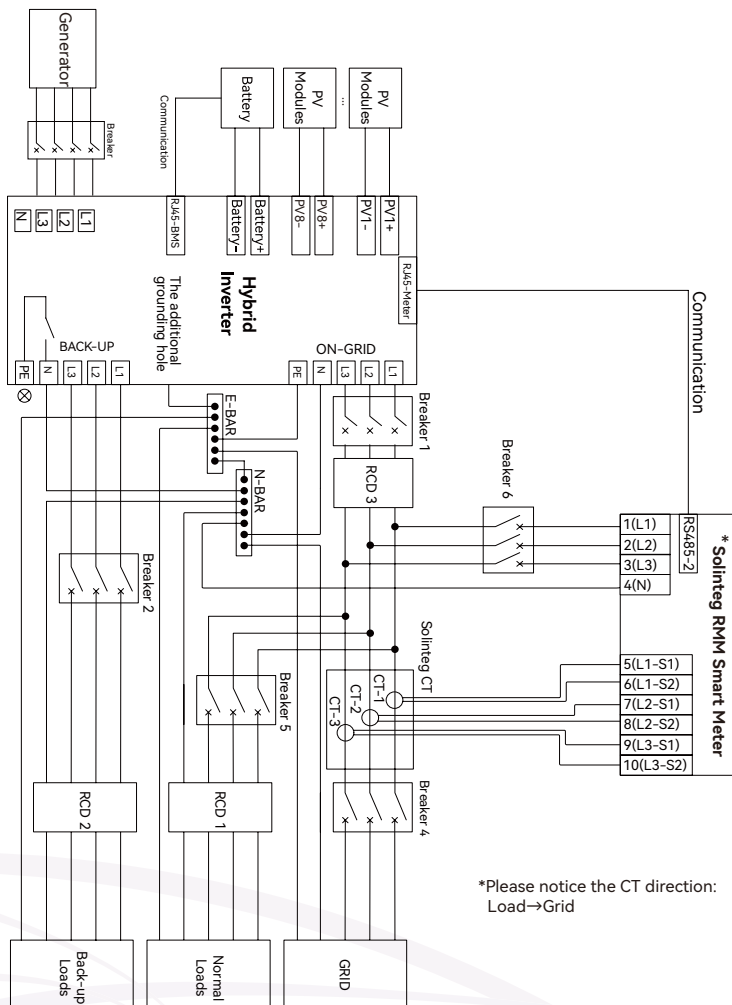 Generator
Breaker
Communication
Battery
PV
Modules
...
PV
Modules
N
L3
L2
L1
RJ45-BMS
Battery-
Battery+
PV8-
PV8+
PV1-
PV1+
RJ45-Meter
Hybrid
Inverter
The additional
grounding hole
BACK-UP
ON-GRID
PE
N
L3
L2
L1
PE
N
L3
L2
L1
Communication
E-BAR
N-BAR
Breaker 1
RCD 3
Breaker 6
* Solinteg RMM Smart Meter
RS485-2
1(L1)
2(L2)
3(L3)
4(N)
5(L1-S1)
6(L1-S2)
7(L2-S1)
8(L2-S2)
9(L3-S1)
10(L3-S2)
Breaker 2
Breaker 5
Solinteg CT
CT-1
CT-2
CT-3
Breaker 4
RCD 2
RCD 1
*Please notice the CT direction:
Load→Grid
Back-up
Loads
Normal
Loads
GRID